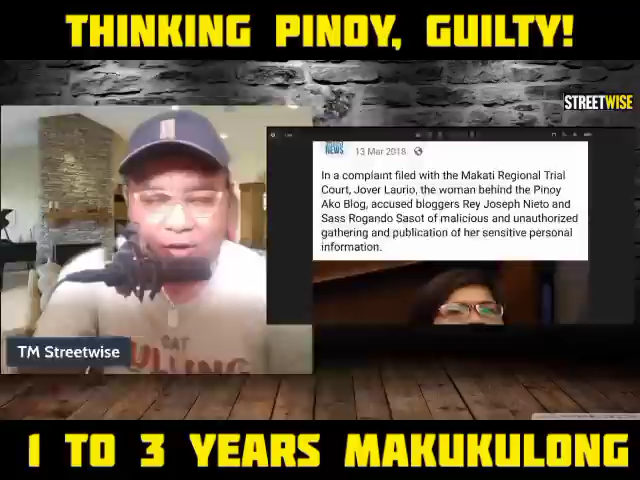 THINKING PINOY, GUILTY!
STREETWISE
NEWS
13 Mar 2018
In a complaint filed with the Makati Regional Trial
Court, Jover Laurio, the woman behind the Pinoy
Ako Blog, accused bloggers Rey Joseph Nieto and
Sass Rogando Sasot of malicious and unauthorized
gathering and publication of her sensitive personal
information.
TM Streetwise
1 TO 3 YEARS MAKUKULONG